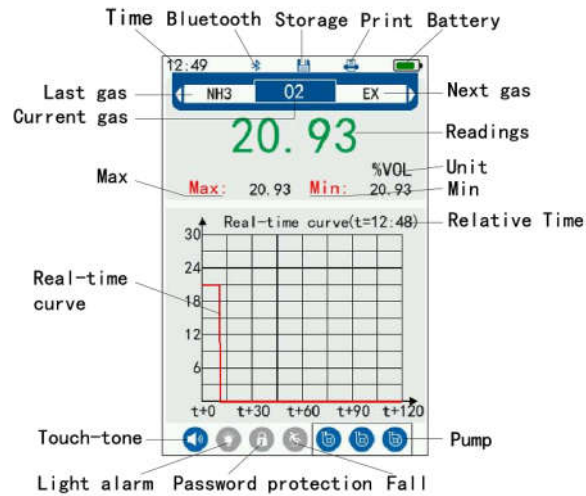 Time Bluetooth Storage Print Battery
12:49
Last gas NH3 O2 EX Next gas
Current gas
20.93 Readings
%VOL Unit
Max Max: 20.93 Min: 20.93 Min
Real-time curve(t=12:48) Relative Time
30
24
Real-time
curve
18
12
6
t+0 t+30 t+60 t+90 t+120
Touch-tone Pump
Light alarm Password protection Fall